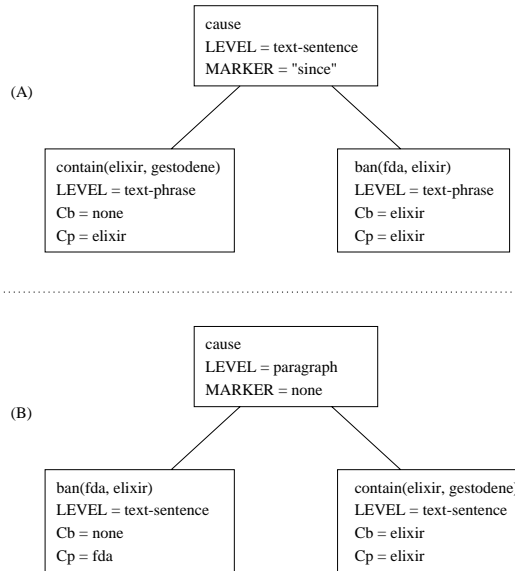 cause
LEVEL = text-sentence
MARKER = "since"
(A)
contain(elixir, gestodene)
LEVEL = text-phrase
Cb = none
Cp = elixir
ban(fda, elixir)
LEVEL = text-phrase
Cb = elixir
Cp = elixir
cause
LEVEL = paragraph
MARKER = none
(B)
ban(fda, elixir)
LEVEL = text-sentence
Cb = none
Cp = fda
contain(elixir, gestodene)
LEVEL = text-sentence
Cb = elixir
Cp = elixir